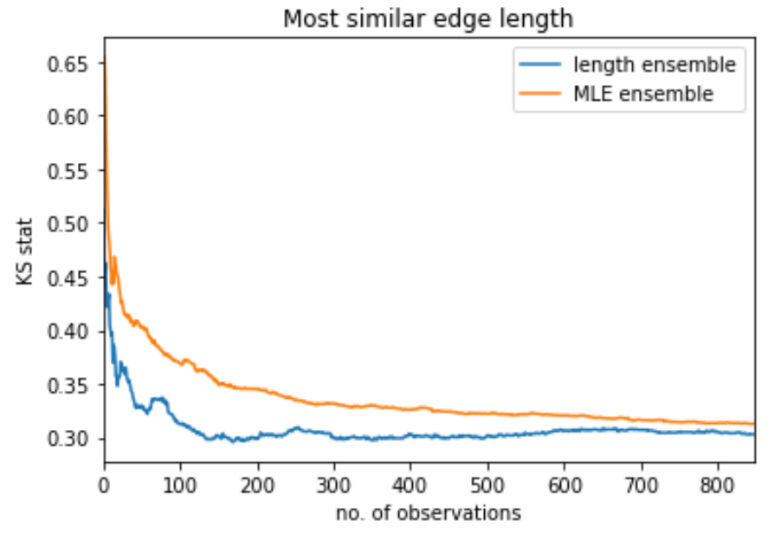 Most similar edge length
length ensemble
MLE ensemble
KS stat
0.65
0.60
0.55
0.50
0.45
0.40
0.35
0.30
0 100 200 300 400 500 600 700 800
no. of observations